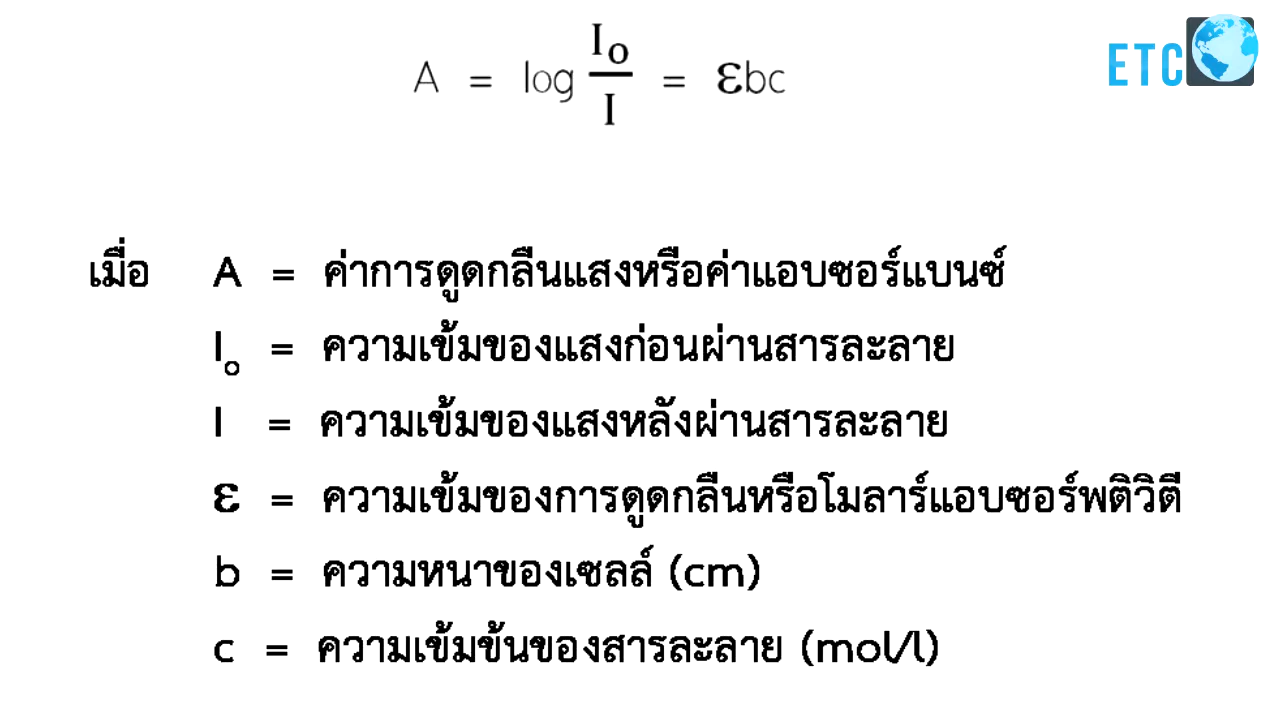 A = log I₀/I = εbc
ETC
เมื่อ A = ค่าการดูดกลืนแสงหรือค่าแอบซอร์แบนซ์
I₀ = ความเข้มของแสงก่อนผ่านสารละลาย
I = ความเข้มของแสงหลังผ่านสารละลาย
ε = ความเข้มของการดูดกลืนหรือโมลาร์แอบซอร์พติวิตี
b = ความหนาของเซลล์ (cm)
c = ความเข้มข้นของสารละลาย (mol/l)